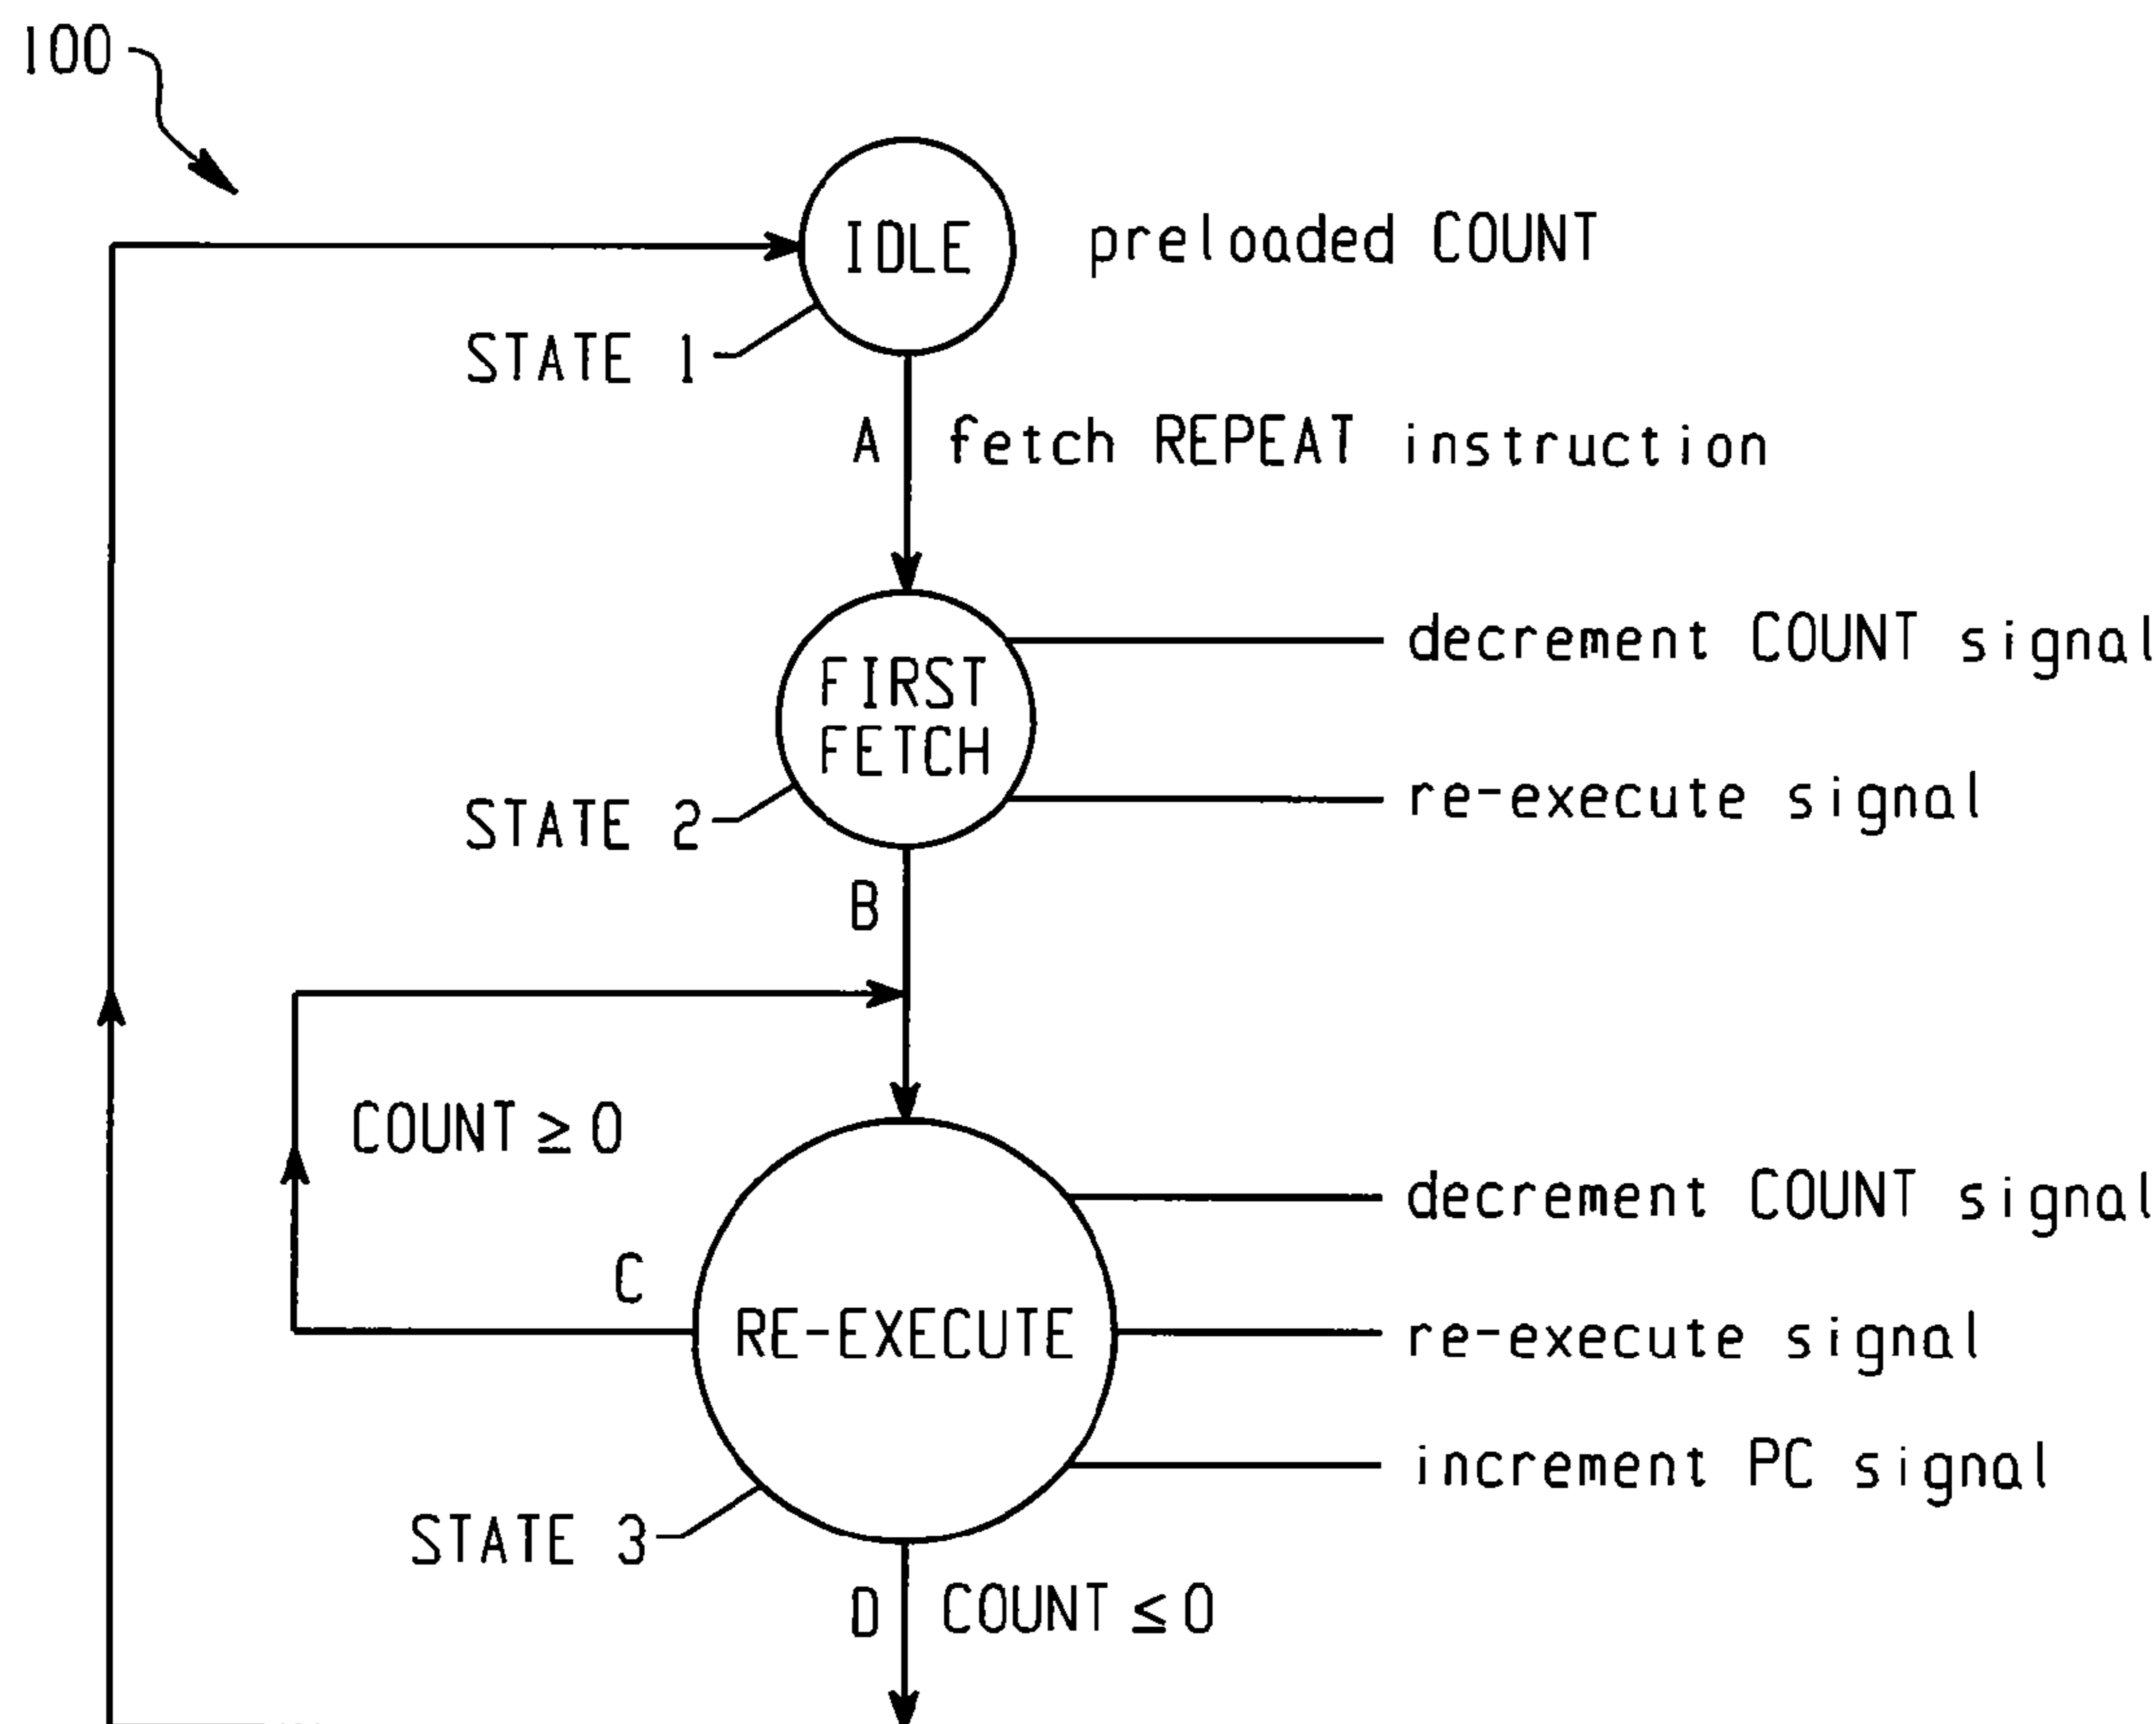 100
IDLE
preloaded COUNT
STATE 1
A
fetch REPEAT instruction
decrement COUNT signal
FIRST
FETCH
re-execute signal
STATE 2
B
COUNT ≥ 0
decrement COUNT signal
C
RE-EXECUTE
re-execute signal
increment PC signal
STATE 3
D
COUNT ≤ 0